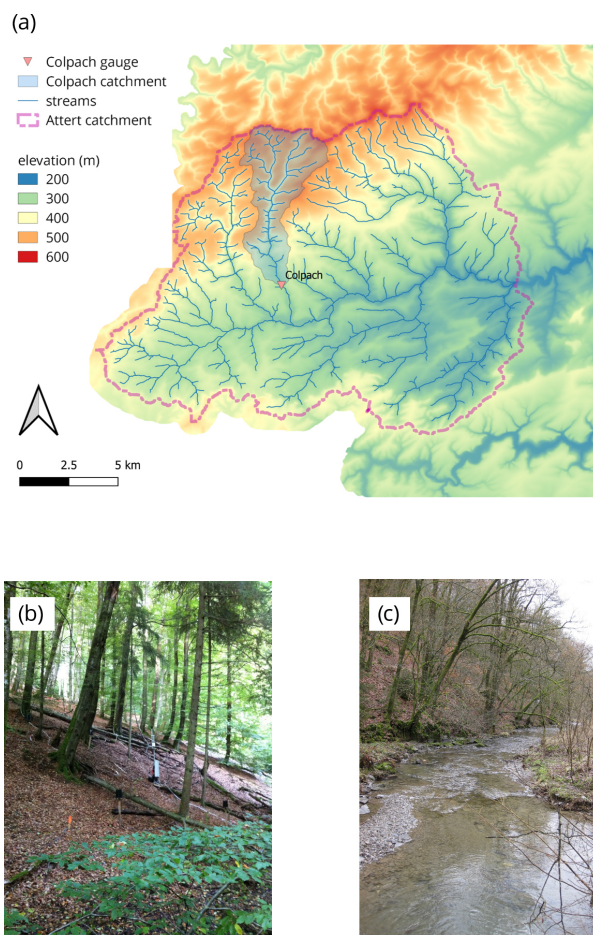 (a)
Colpach gauge
Colpach catchment
streams
Attert catchment
elevation (m)
200
300
400
500
600
Colpach
0 2.5 5 km
(b)
(c)